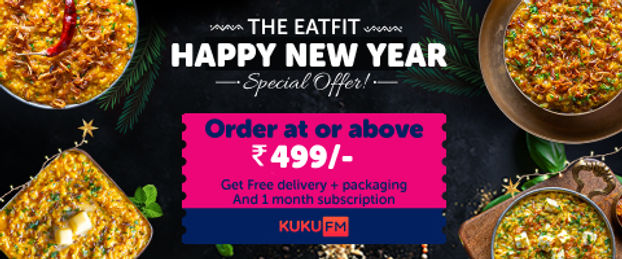 THE EATFIT
HAPPY NEW YEAR
Special Offer!
Order at or above
₹499/-
Get Free delivery + packaging
And 1 month subscription
KUKU FM